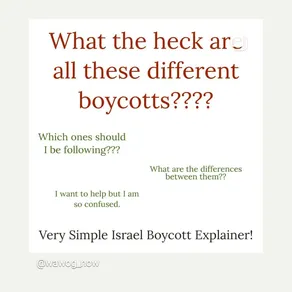 What the heck are
all these different
boycotts????
Which ones should
I be following???
What are the differences
between them??
I want to help but I am
so confused.
Very Simple Israel Boycott Explainer!
@kawog_now